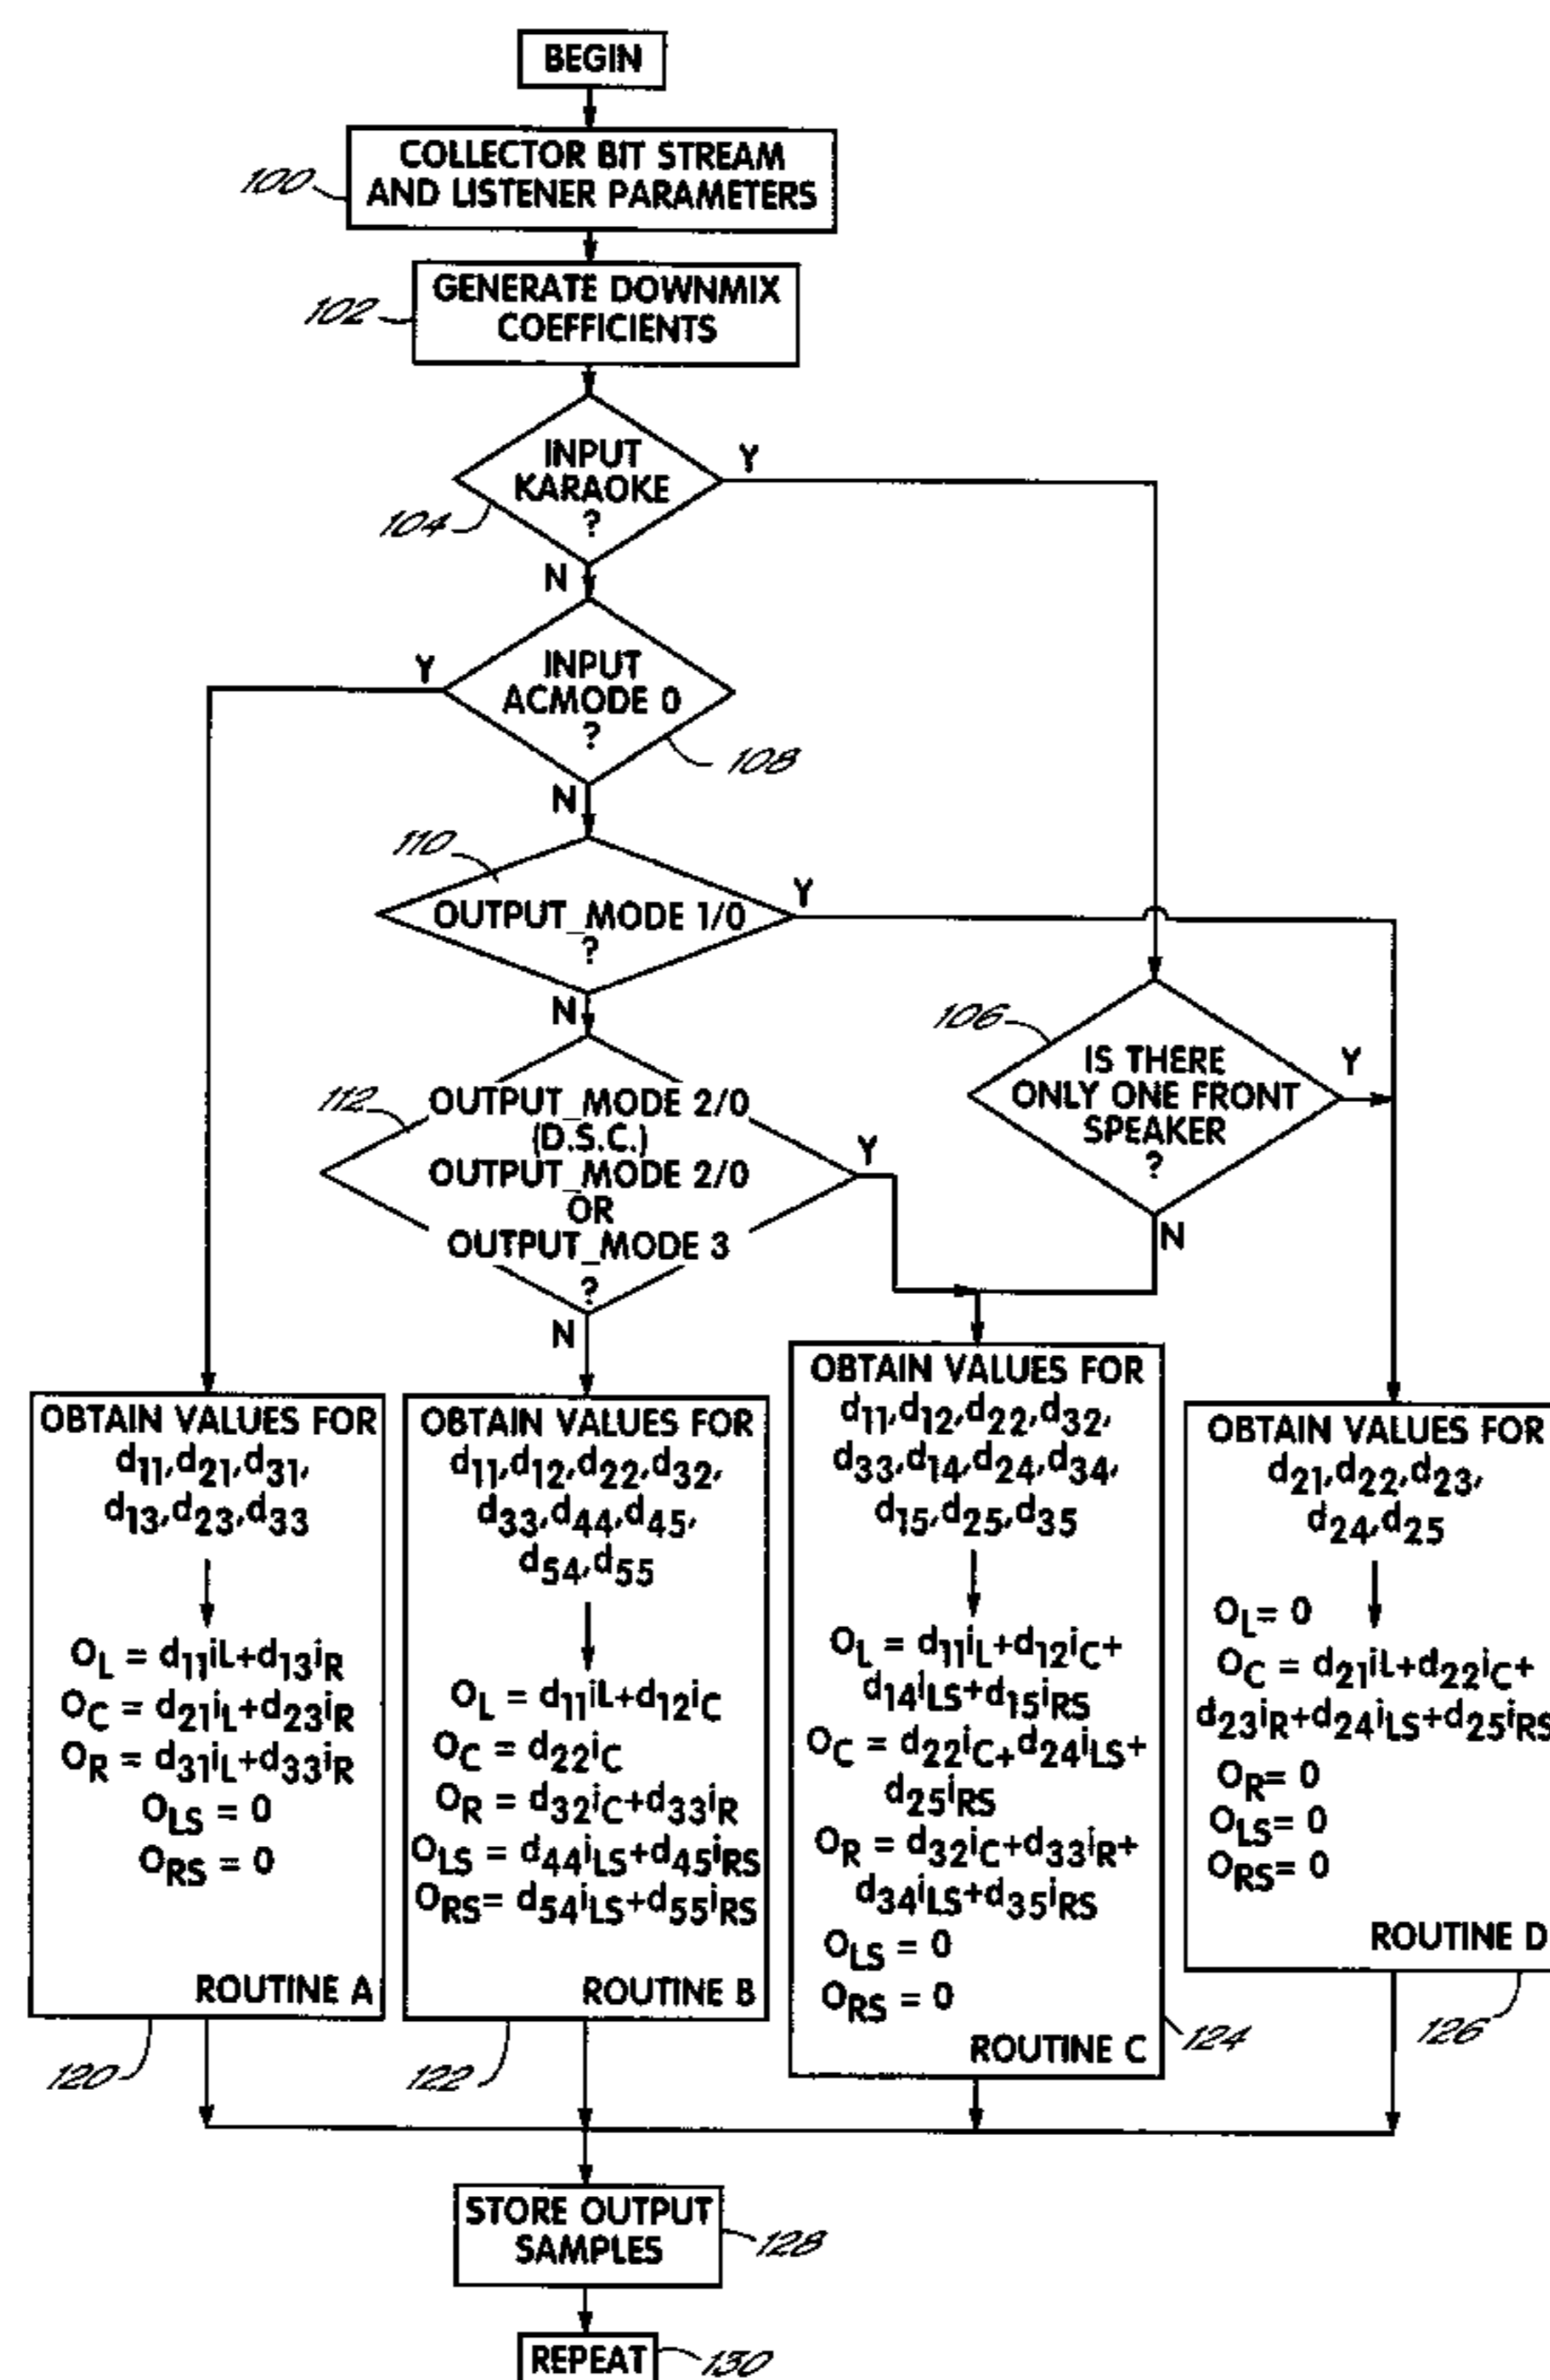 BEGIN
COLLECTOR BIT STREAM
AND LISTENER PARAMETERS
100
GENERATE DOWNMIX
COEFFICIENTS
102
INPUT
KARAOKE
?
Y
104
N
INPUT
ACMODE 0
?
Y
108
N
110
OUTPUT_MODE 1/0
?
Y
N
112
OUTPUT_MODE 2/0
(D.S.C.)
OUTPUT_MODE 2/0
OR
OUTPUT_MODE 3
?
Y
N
106
IS THERE
ONLY ONE FRONT
SPEAKER
?
Y
N
OBTAIN VALUES FOR
d11,d21,d31,
d13,d23,d33
OL = d11iL+d13iR
OC = d21iL+d23iR
OR = d31iL+d33iR
OLS = 0
ORS = 0
ROUTINE A
120
OBTAIN VALUES FOR
d11,d12,d22,d32,
d33,d44,d45,
d54,d55
OL = d11iL+d12iC
OC = d22iC
OR = d32iC+d33iR
OLS = d44iLS+d45iRS
ORS= d54iLS+d55iRS
ROUTINE B
122
OBTAIN VALUES FOR
d11,d12,d22,d32,
d33,d14,d24,d34,
d15,d25,d35
OL = d11iL+d12iC+
d14iLS+d15iRS
OC = d22iC+d24iLS+
d25iRS
OR = d32iC+d33iR+
d34iLS+d35iRS
OLS = 0
ORS = 0
ROUTINE C
124
OBTAIN VALUES FOR
d21,d22,d23,
d24,d25
OL= 0
OC = d21iL+d22iC+
d23iR+d24iLS+d25iRS
OR= 0
OLS= 0
ORS= 0
ROUTINE D
126
STORE OUTPUT
SAMPLES
128
REPEAT
130